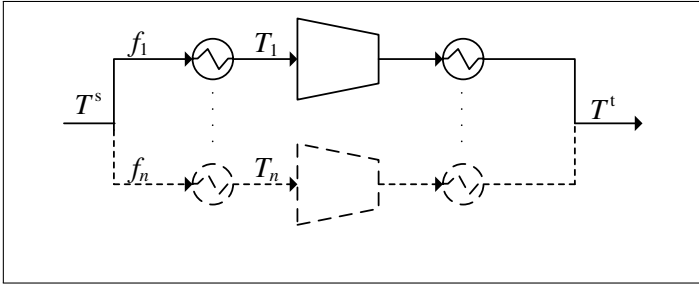 f₁ T₁
Tˢ Tᵗ
fₙ Tₙ